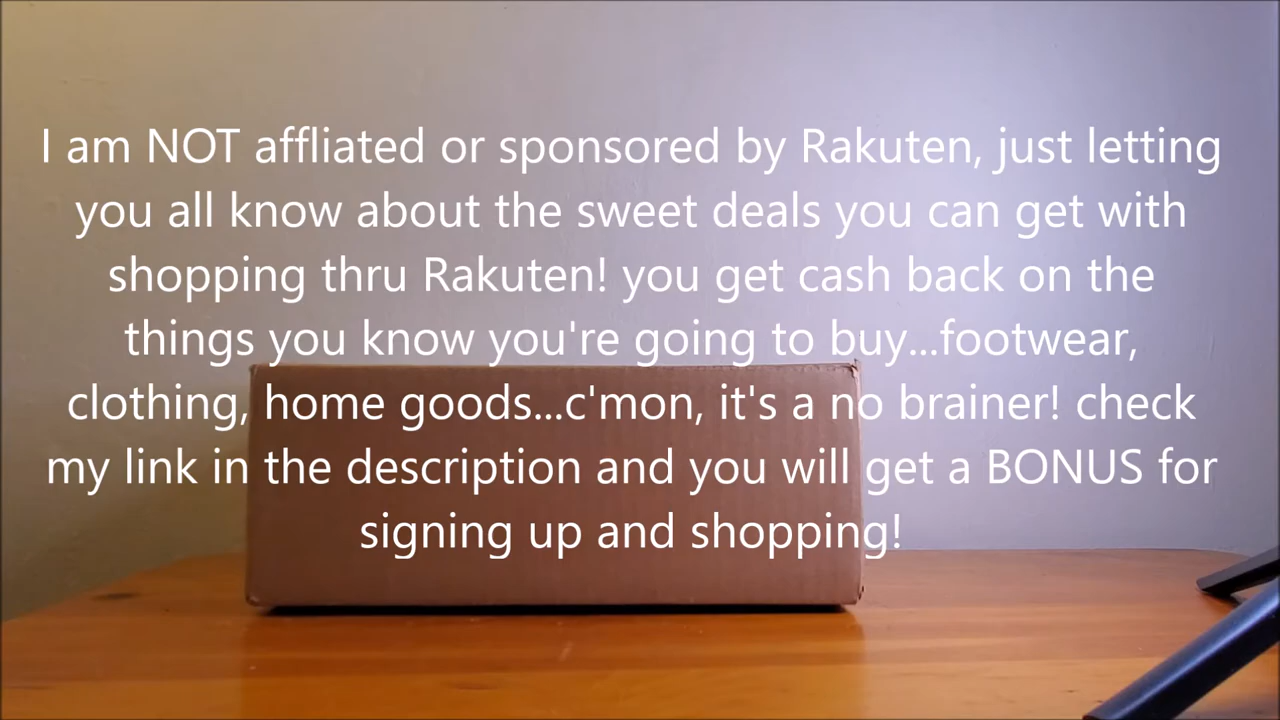 I am NOT affliated or sponsored by Rakuten, just letting
you all know about the sweet deals you can get with
shopping thru Rakuten! you get cash back on the
things you know you're going to buy...footwear,
clothing, home goods...c'mon, it's a no brainer! check
my link in the description and you will get a BONUS for
signing up and shopping!